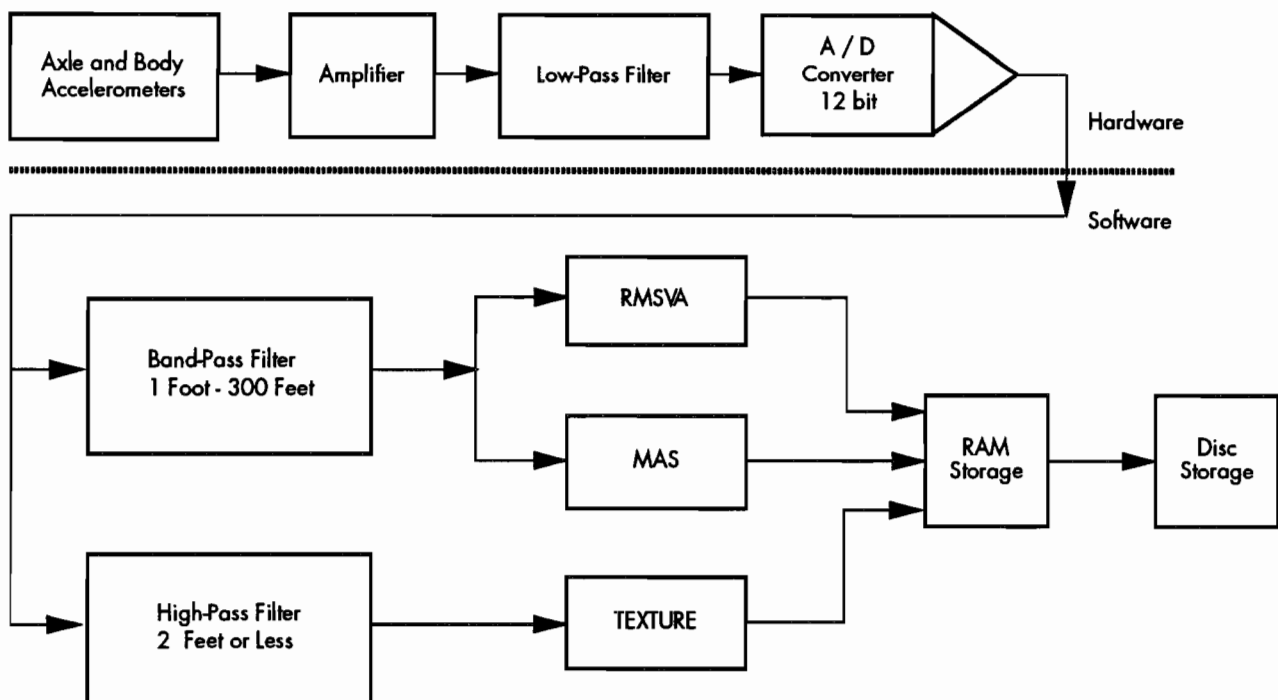 Axle and Body
Accelerometers
Amplifier
Low-Pass Filter
A / D
Converter
12 bit
Hardware
Software
Band-Pass Filter
1 Foot - 300 Feet
RMSVA
MAS
RAM
Storage
Disc
Storage
High-Pass Filter
2 Feet or Less
TEXTURE